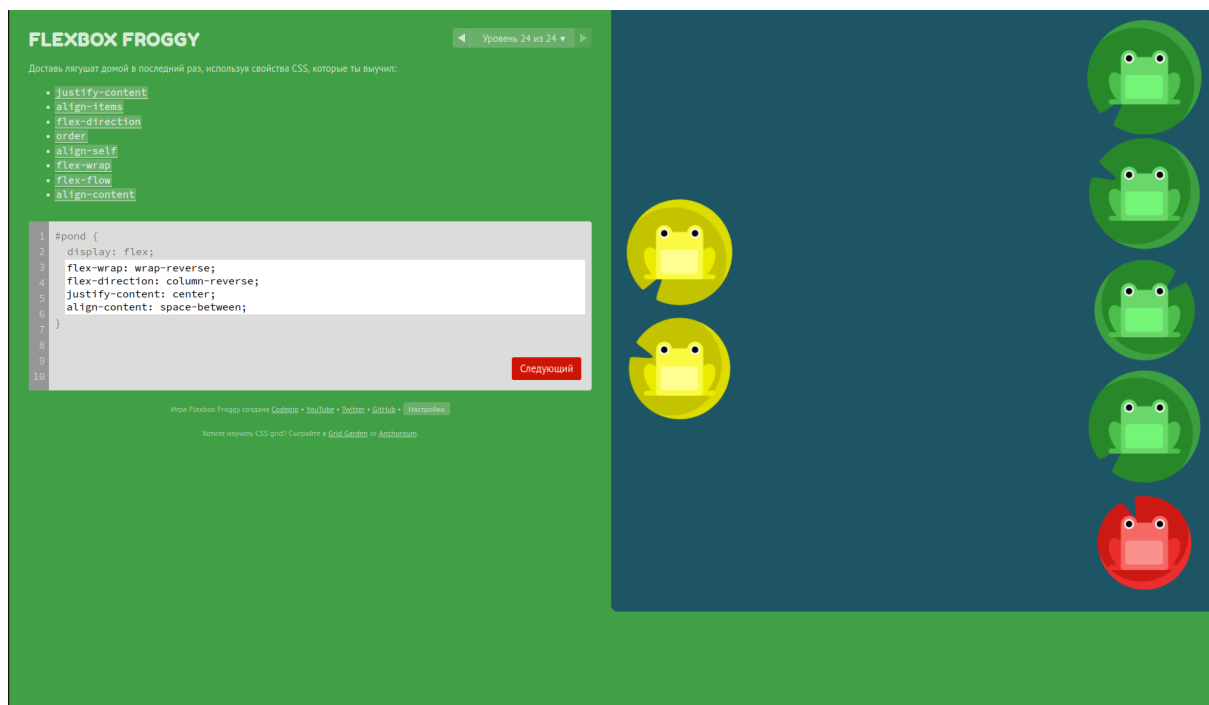 FLEXBOX FROGGY
◀ Уровень 24 из 24 ▾ ▶
Доставь лягушат домой в последний раз, используя свойства CSS, которые ты выучил:
• justify-content
• align-items
• flex-direction
• order
• align-self
• flex-wrap
• flex-flow
• align-content
1 #pond {
2 display: flex;
3 flex-wrap: wrap-reverse;
4 flex-direction: column-reverse;
5 justify-content: center;
6 align-content: space-between;
7 }
8
9
10
Следующий
Игра Flexbox Froggy создана Codepip • YouTube • Twitter • GitHub • Настройки
Хотите изучить CSS grid? Сыграйте в Grid Garden or Anchoreum.